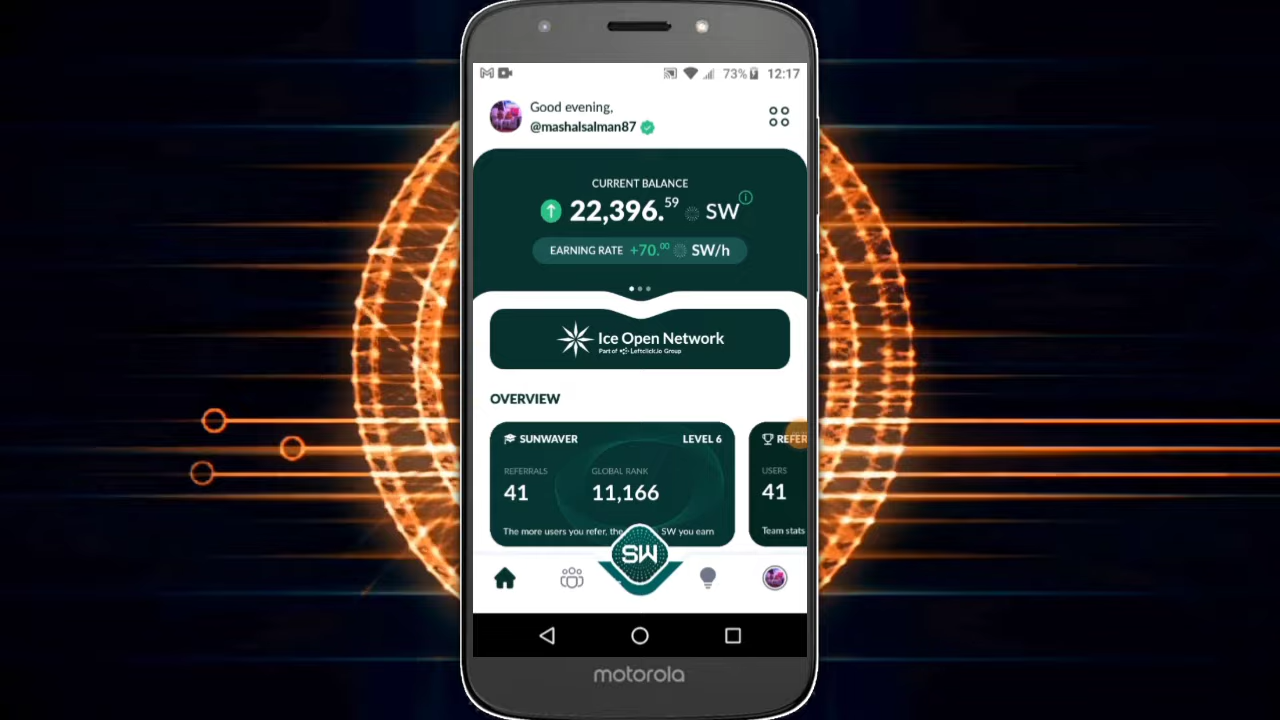 73% 12:17
Good evening,
@mashalsalman87
CURRENT BALANCE
22,396.59 SW
EARNING RATE +70.00 SW/h
Ice Open Network
Part of Leftclick.io Group
OVERVIEW
SUNWAVER LEVEL 6
REFERRALS GLOBAL RANK
41 11,166
The more users you refer, the SW you earn
REFER
USERS
41
Team stats
SW
motorola